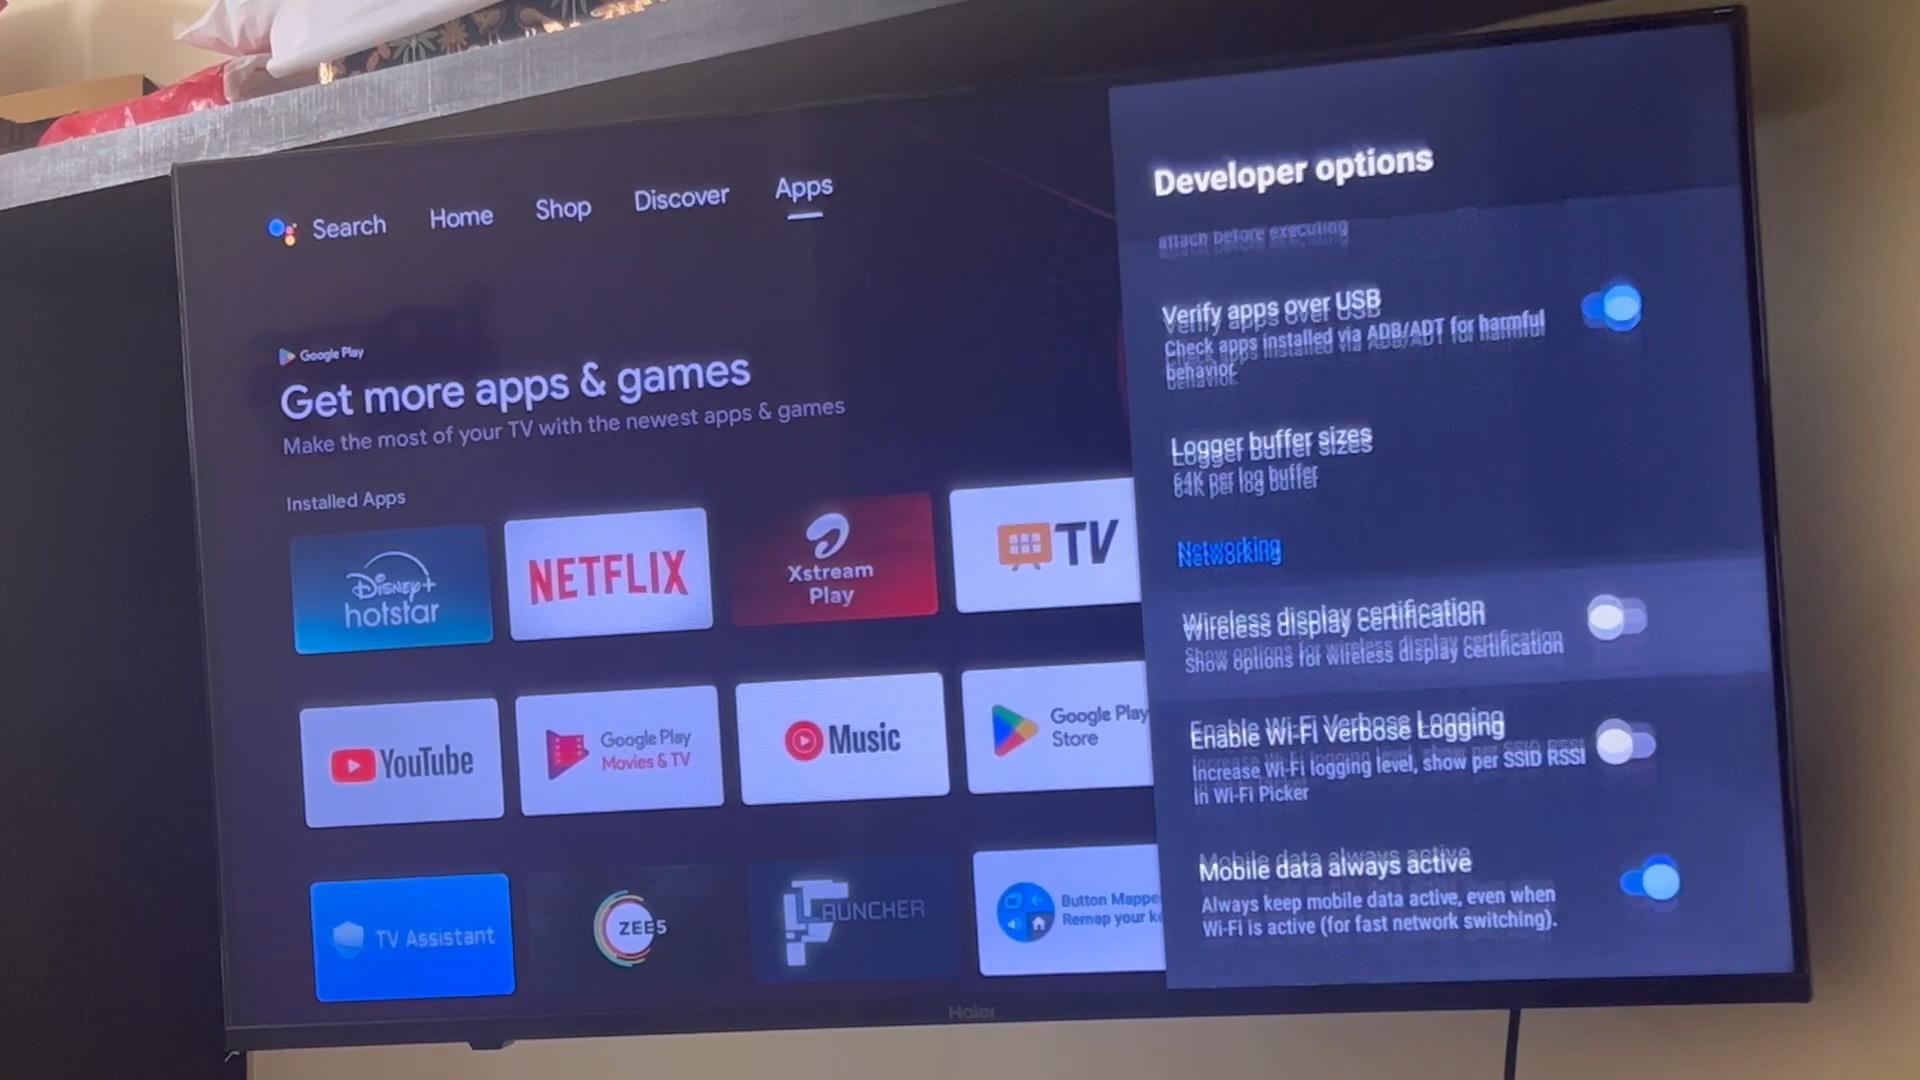 Search Home Shop Discover Apps
Google Play
Get more apps & games
Make the most of your TV with the newest apps & games
Installed Apps
Disney+
hotstar
NETFLIX
Xstream
Play
TV
YouTube
Google Play
Movies & TV
Music
Google Play
Store
TV Assistant
ZEE5
LAUNCHER
Button Mappe
Remap your k
Haier
Developer options
attach before executing
Verify apps over USB
Check apps installed via ADB/ADT for harmful
behavior.
Logger buffer sizes
64K per log buffer
Networking
Wireless display certification
Show options for wireless display certification
Enable Wi-Fi Verbose Logging
Increase Wi-Fi logging level, show per SSID RSSI
in Wi-Fi Picker
Mobile data always active
Always keep mobile data active, even when
Wi-Fi is active (for fast network switching).